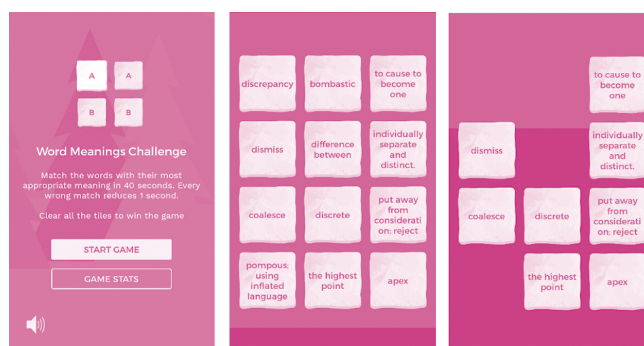 A
A
B
B
Word Meanings Challenge
Match the words with their most
appropriate meaning in 40 seconds. Every
wrong match reduces 1 second.
Clear all the tiles to win the game
START GAME
GAME STATS
discrepancy
bombastic
to cause to
become
one
dismiss
difference
between
individually
separate
and
distinct.
coalesce
discrete
put away
from
considerati
on; reject
pompous;
using
inflated
language
the highest
point
apex
to cause to
become
one
dismiss
individually
separate
and
distinct.
coalesce
discrete
put away
from
considerati
on; reject
the highest
point
apex